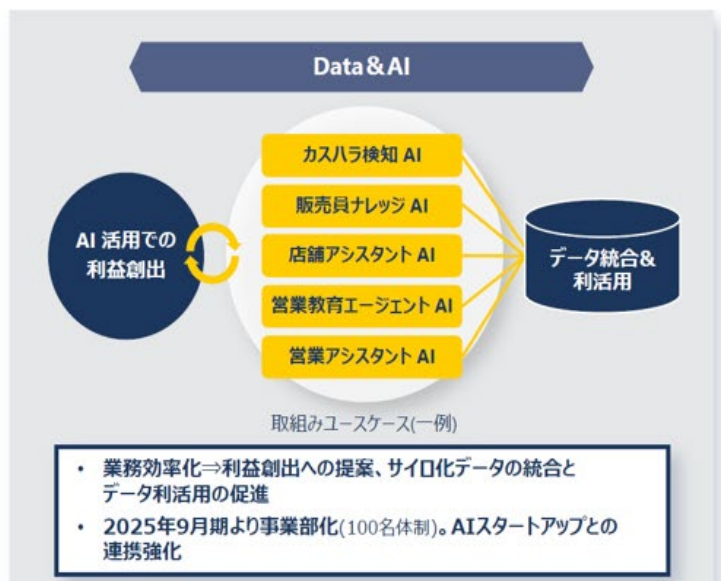 Data&AI
カスハラ検知 AI
販売員ナレッジ AI
AI 活用での
利益創出
店舗アシスタント AI
データ統合&
利活用
営業教育エージェント AI
営業アシスタント AI
取組みユースケース(一例)
• 業務効率化⇒利益創出への提案、サイロ化データの統合と
データ利活用の促進
• 2025年9月期より事業部化(100名体制)。AIスタートアップとの
連携強化